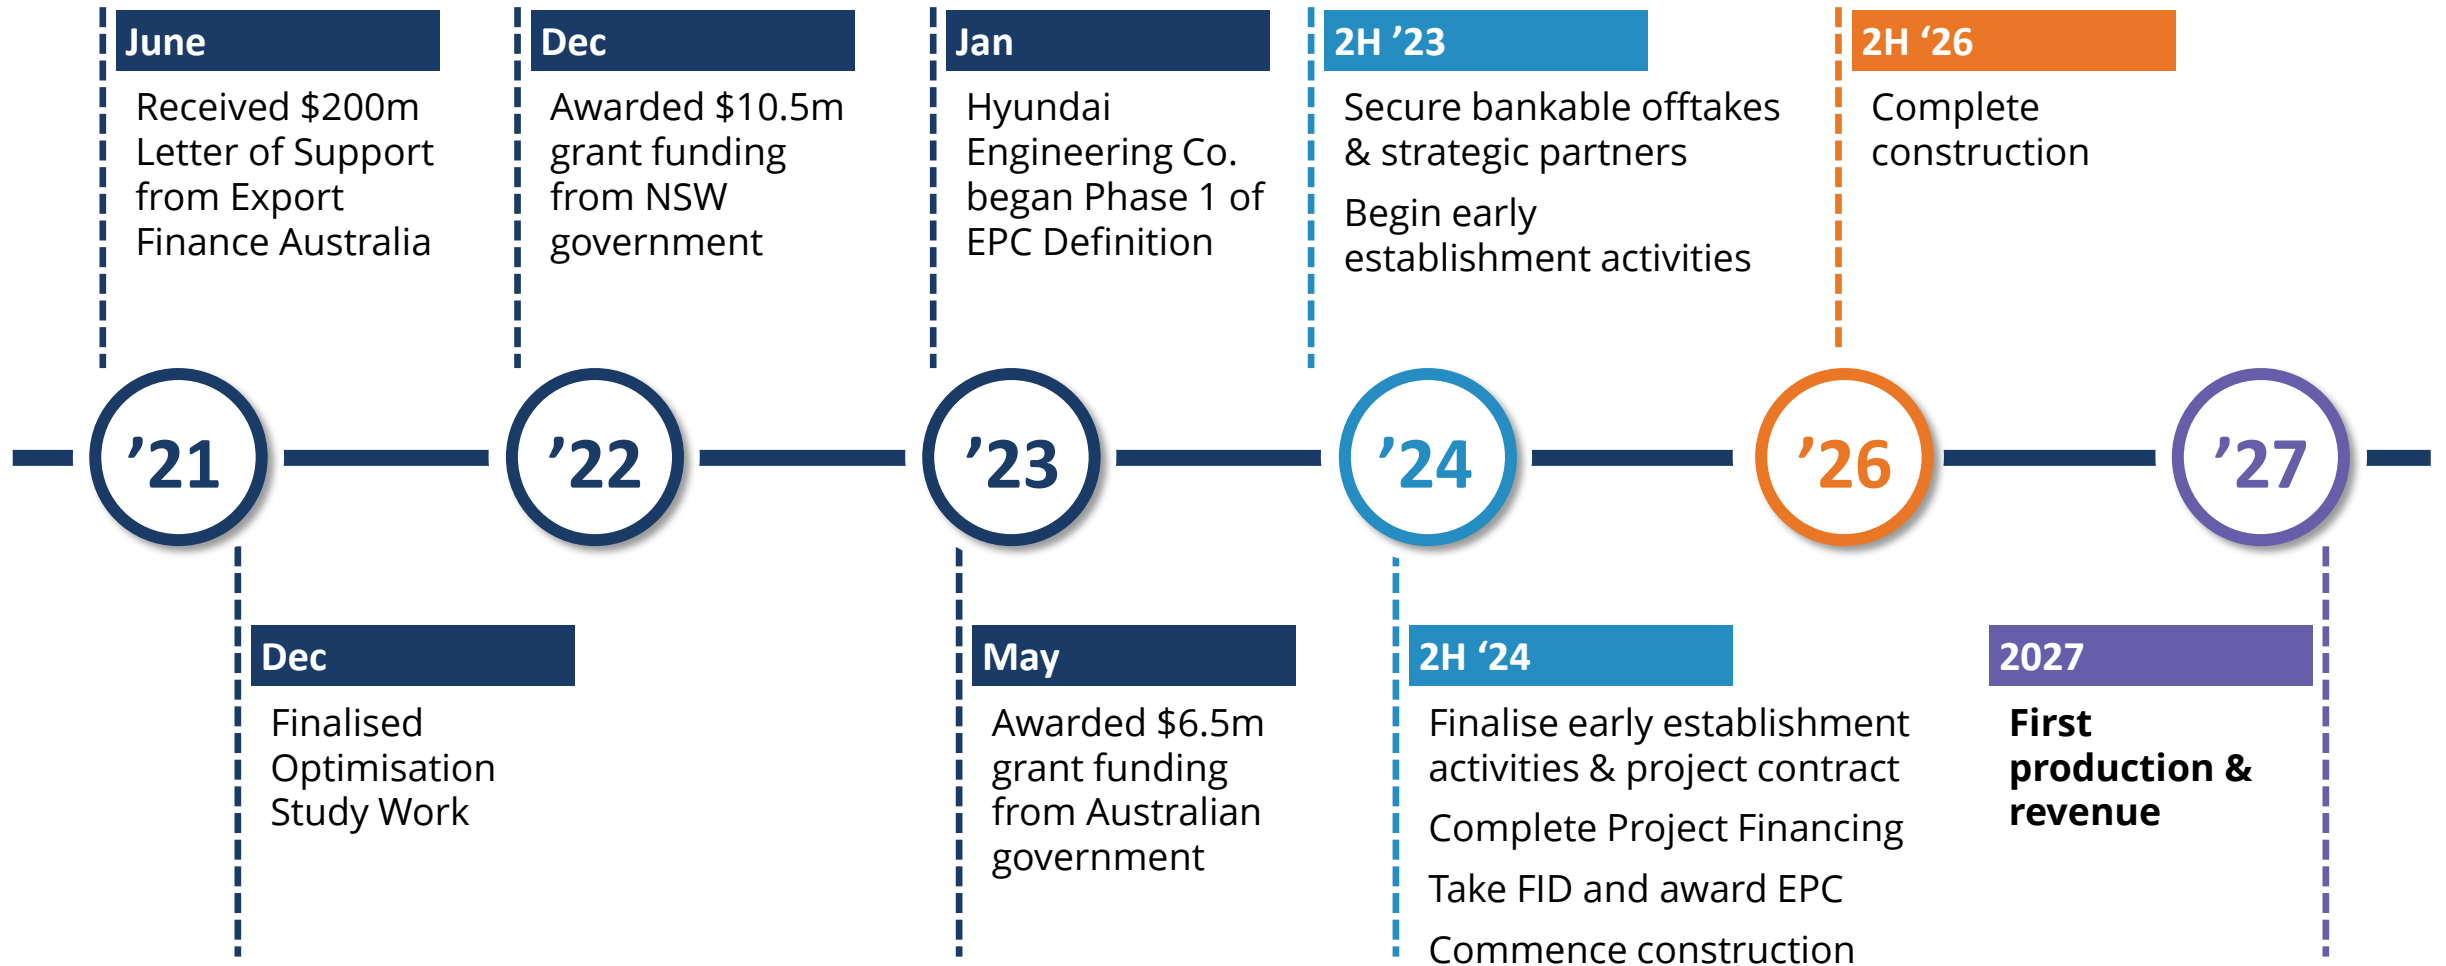 June
Received $200m
Letter of Support
from Export
Finance Australia
Dec
Awarded $10.5m
grant funding
from NSW
government
Jan
Hyundai
Engineering Co.
began Phase 1 of
EPC Definition
2H ’23
Secure bankable offtakes
& strategic partners
Begin early
establishment activities
2H ‘26
Complete
construction
’21
’22
’23
’24
’26
’27
Dec
Finalised
Optimisation
Study Work
May
Awarded $6.5m
grant funding
from Australian
government
2H ‘24
Finalise early establishment
activities & project contract
Complete Project Financing
Take FID and award EPC
Commence construction
2027
First
production &
revenue